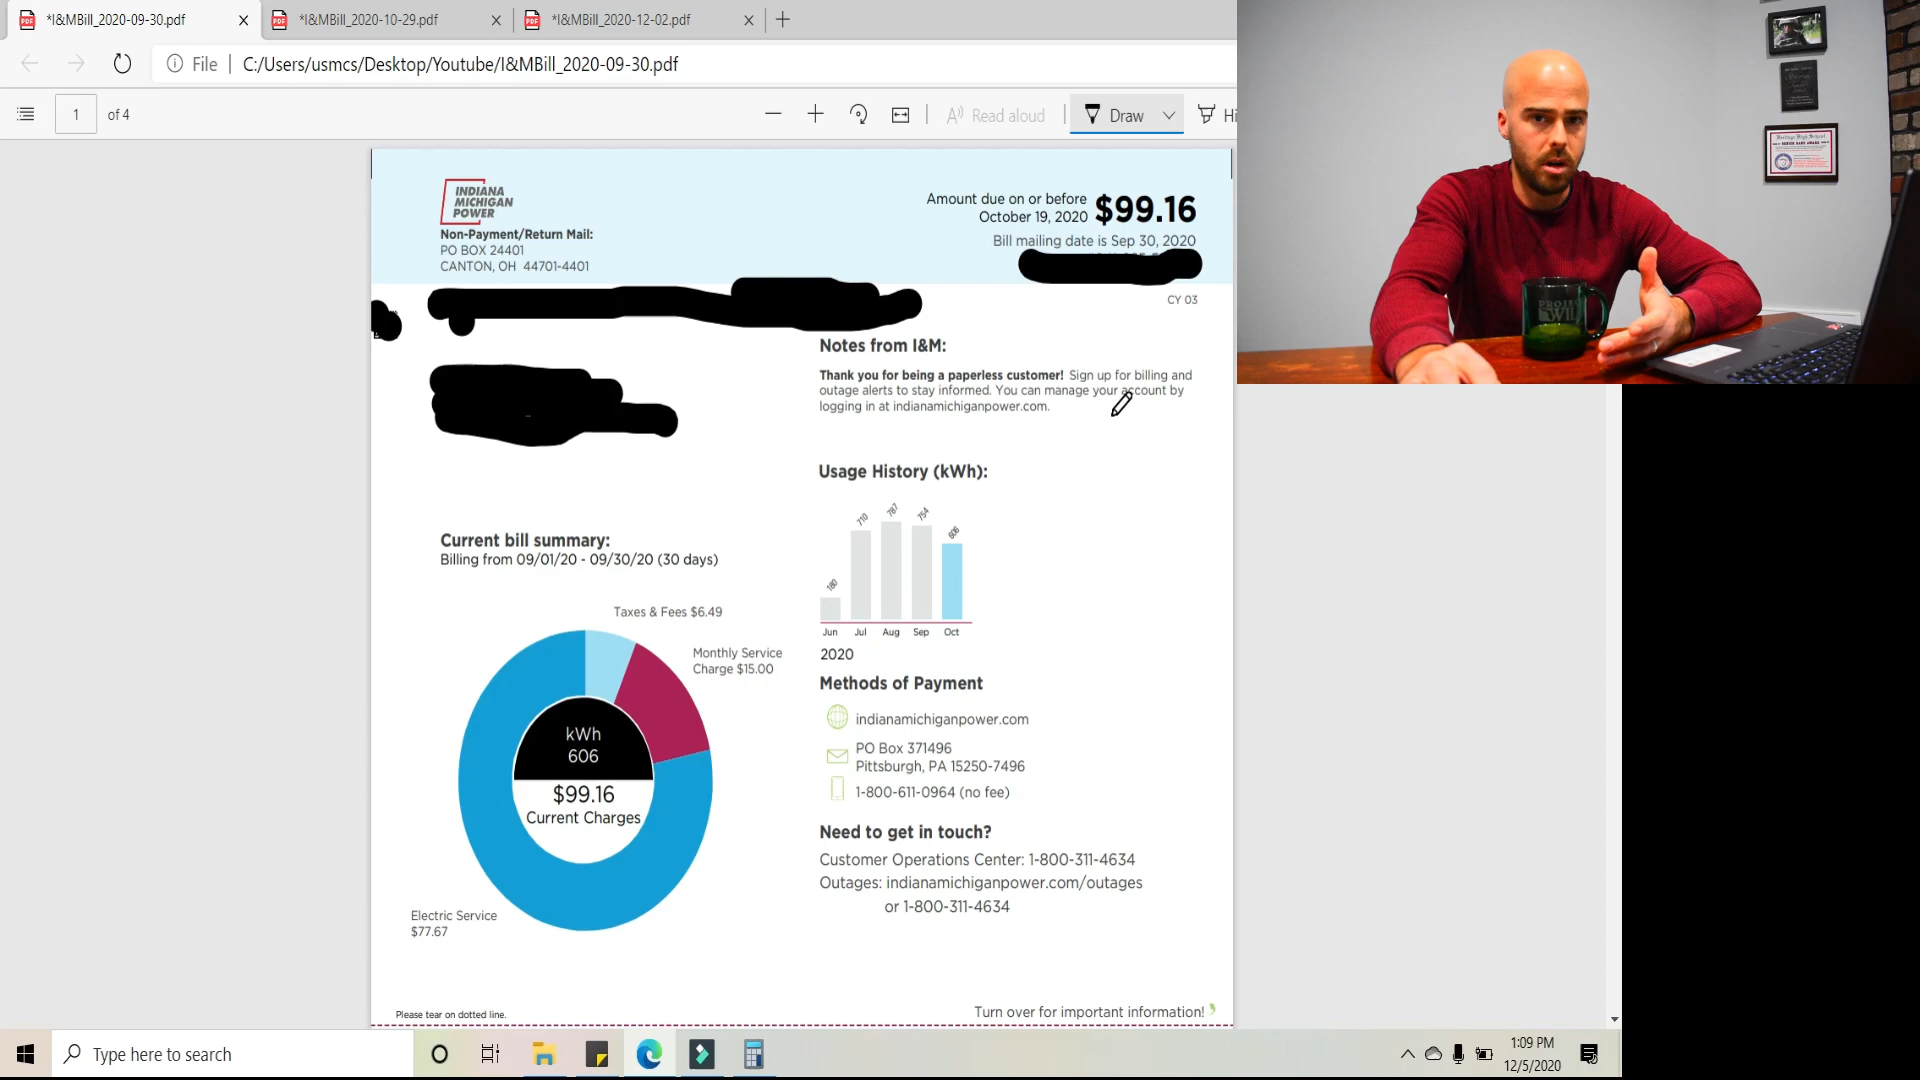 *I&MBill_2020-09-30.pdf
*I&MBill_2020-10-29.pdf
*I&MBill_2020-12-02.pdf
File
C:/Users/usmcs/Desktop/Youtube/I&MBill_2020-09-30.pdf
1 of 4
Read aloud
Draw
Hi
INDIANA
MICHIGAN
POWER
Non-Payment/Return Mail:
PO BOX 24401
CANTON, OH 44701-4401
Amount due on or before
October 19, 2020 $99.16
Bill mailing date is Sep 30, 2020
CY 03
Notes from I&M:
Thank you for being a paperless customer! Sign up for billing and
outage alerts to stay informed. You can manage your account by
logging in at indianamichiganpower.com.
Usage History (kWh):
180 710 787 754 606
Jun Jul Aug Sep Oct
2020
Current bill summary:
Billing from 09/01/20 - 09/30/20 (30 days)
Taxes & Fees $6.49
Monthly Service
Charge $15.00
kWh
606
$99.16
Current Charges
Electric Service
$77.67
Methods of Payment
indianamichiganpower.com
PO Box 371496
Pittsburgh, PA 15250-7496
1-800-611-0964 (no fee)
Need to get in touch?
Customer Operations Center: 1-800-311-4634
Outages: indianamichiganpower.com/outages
or 1-800-311-4634
Please tear on dotted line.
Turn over for important information!
Type here to search
1:09 PM
12/5/2020